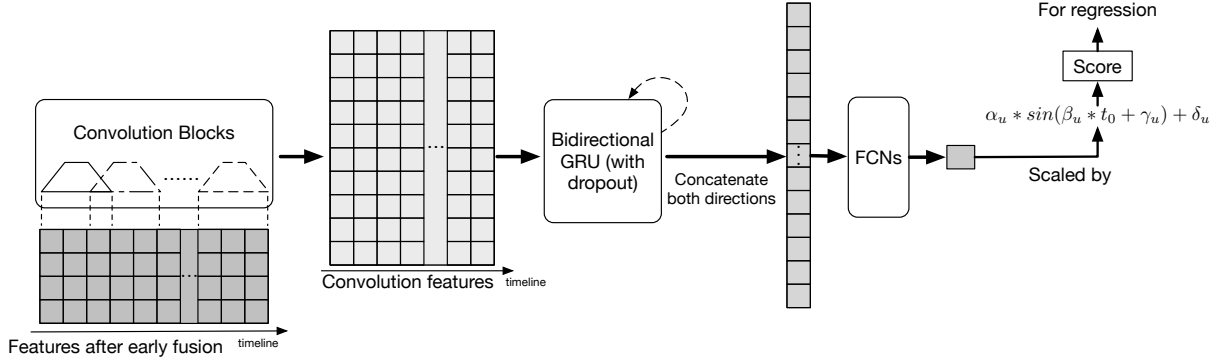 For regression
Score
α_u * sin(β_u * t_0 + γ_u) + δ_u
Convolution Blocks
......
...
Bidirectional
GRU (with
dropout)
...
FCNs
Concatenate
both directions
Scaled by
...
Convolution features
timeline
Features after early fusion
timeline